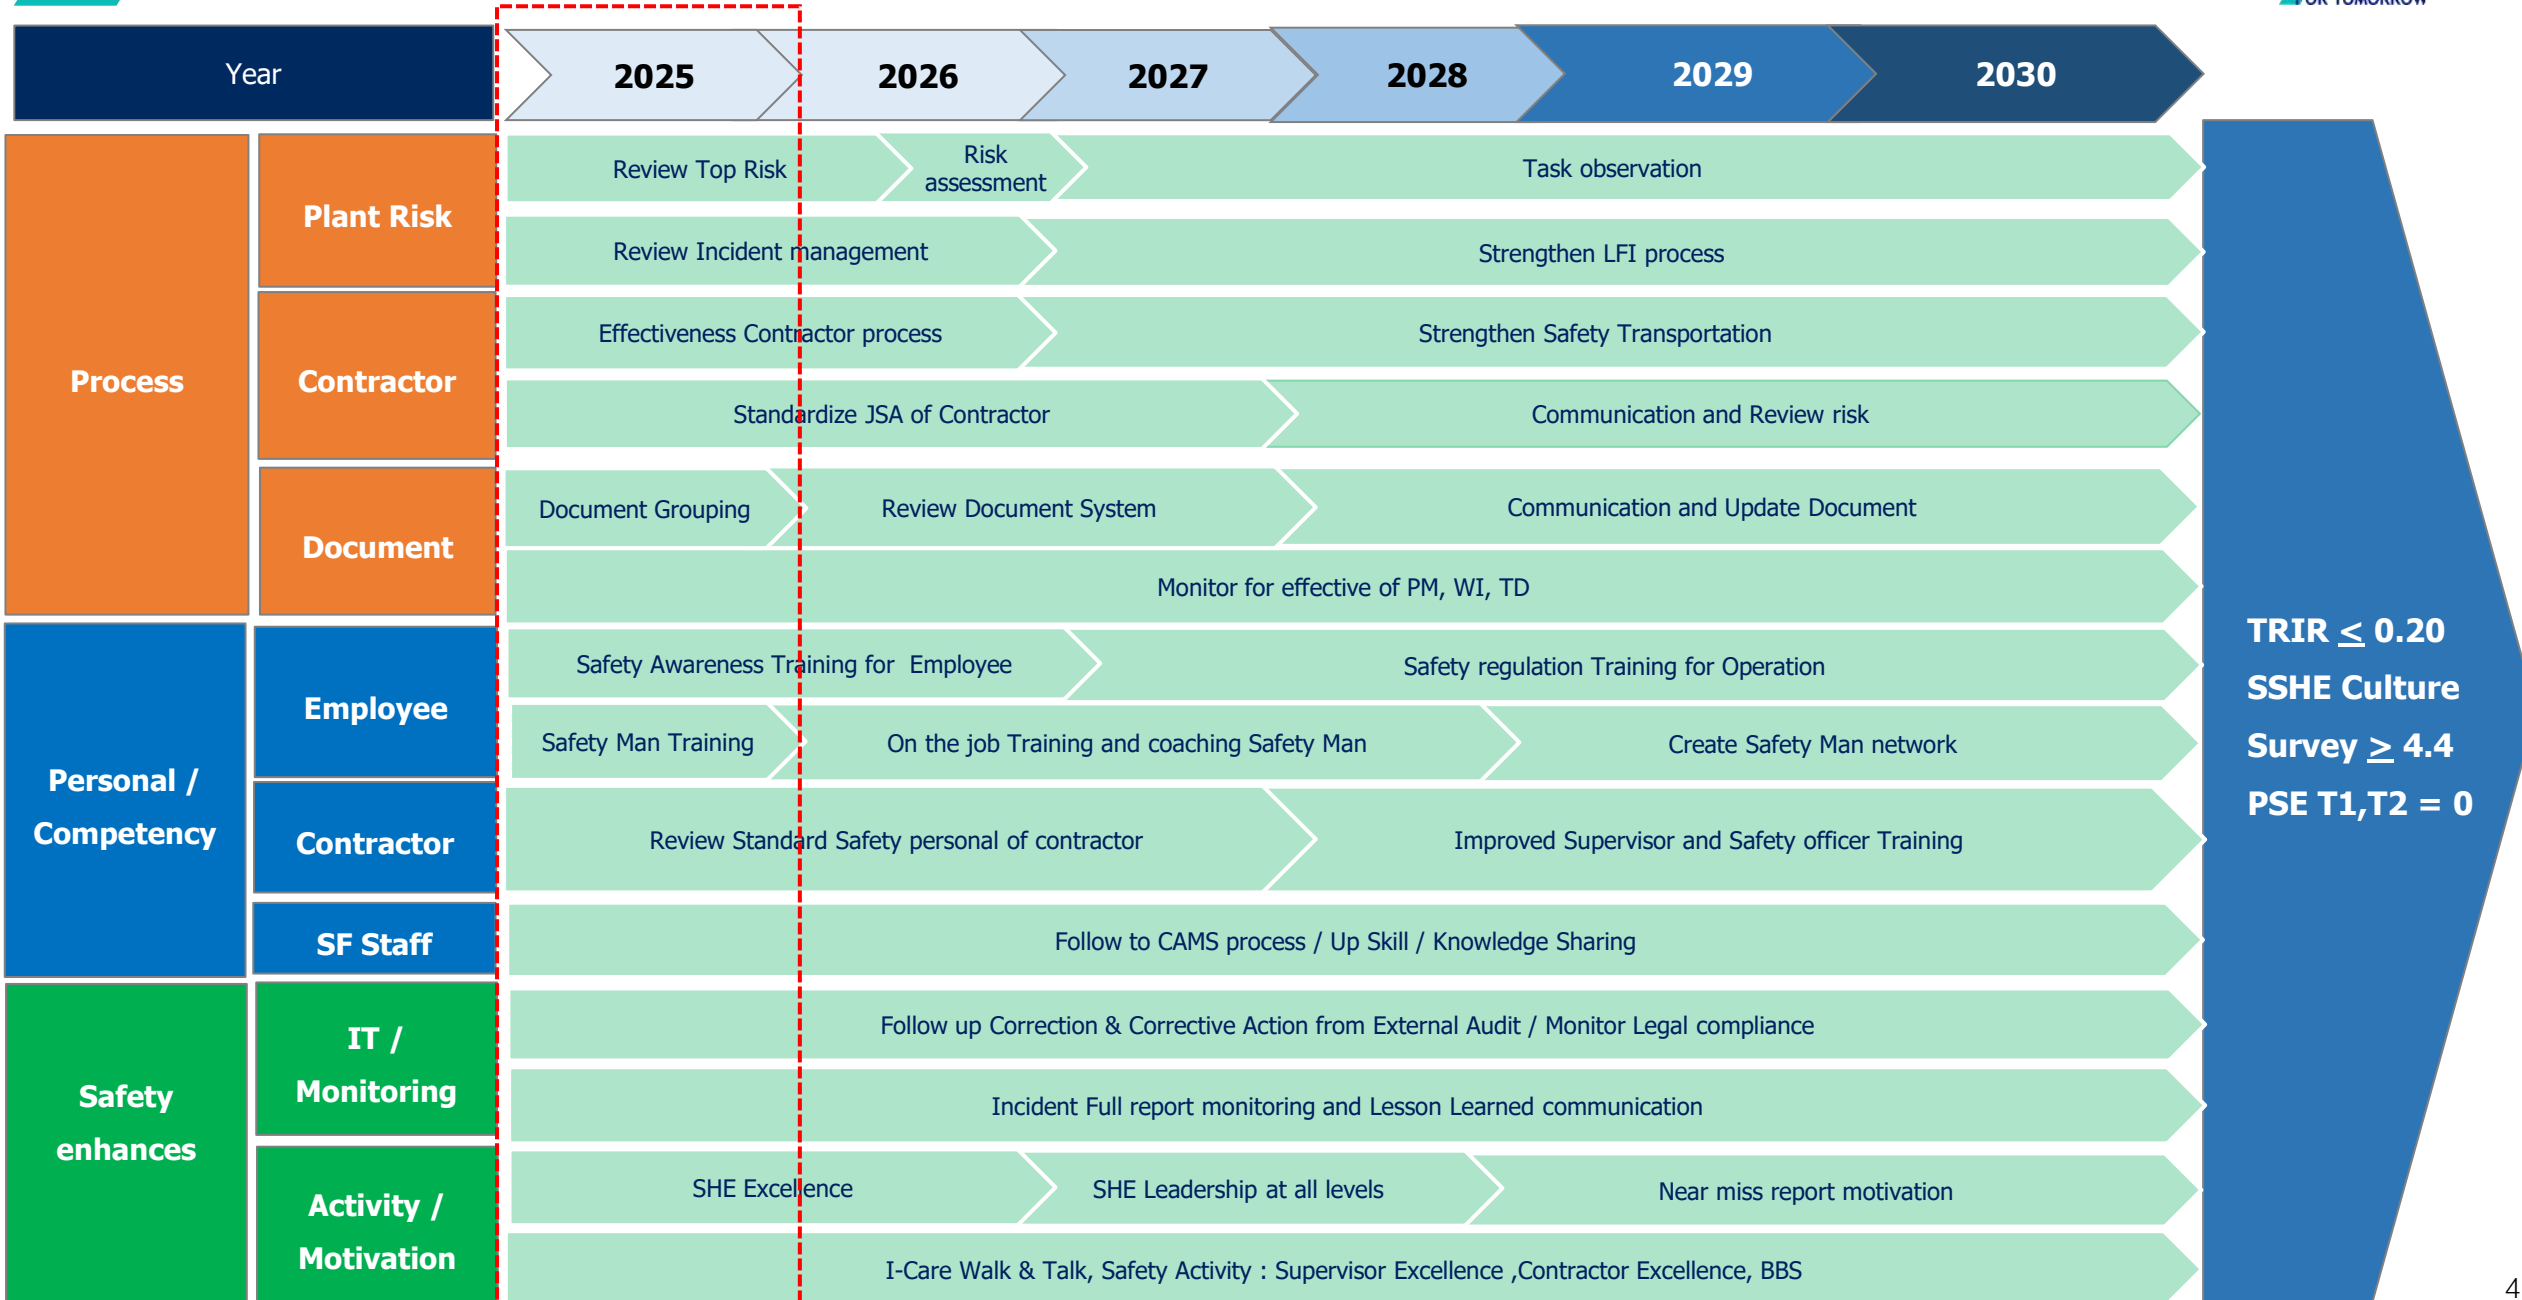 FOR TOMORROW
Year
2025
2026
2027
2028
2029
2030
Process
Plant Risk
Review Top Risk
Risk
assessment
Task observation
Review Incident management
Strengthen LFI process
Contractor
Effectiveness Contractor process
Strengthen Safety Transportation
Standardize JSA of Contractor
Communication and Review risk
Document
Document Grouping
Review Document System
Communication and Update Document
Monitor for effective of PM, WI, TD
Personal /
Competency
Employee
Safety Awareness Training for Employee
Safety regulation Training for Operation
Safety Man Training
On the job Training and coaching Safety Man
Create Safety Man network
Contractor
Review Standard Safety personal of contractor
Improved Supervisor and Safety officer Training
SF Staff
Follow to CAMS process / Up Skill / Knowledge Sharing
Safety
enhances
IT /
Monitoring
Follow up Correction & Corrective Action from External Audit / Monitor Legal compliance
Incident Full report monitoring and Lesson Learned communication
Activity /
Motivation
SHE Excellence
SHE Leadership at all levels
Near miss report motivation
I-Care Walk & Talk, Safety Activity : Supervisor Excellence ,Contractor Excellence, BBS
TRIR ≤ 0.20
SSHE Culture
Survey ≥ 4.4
PSE T1,T2 = 0
4